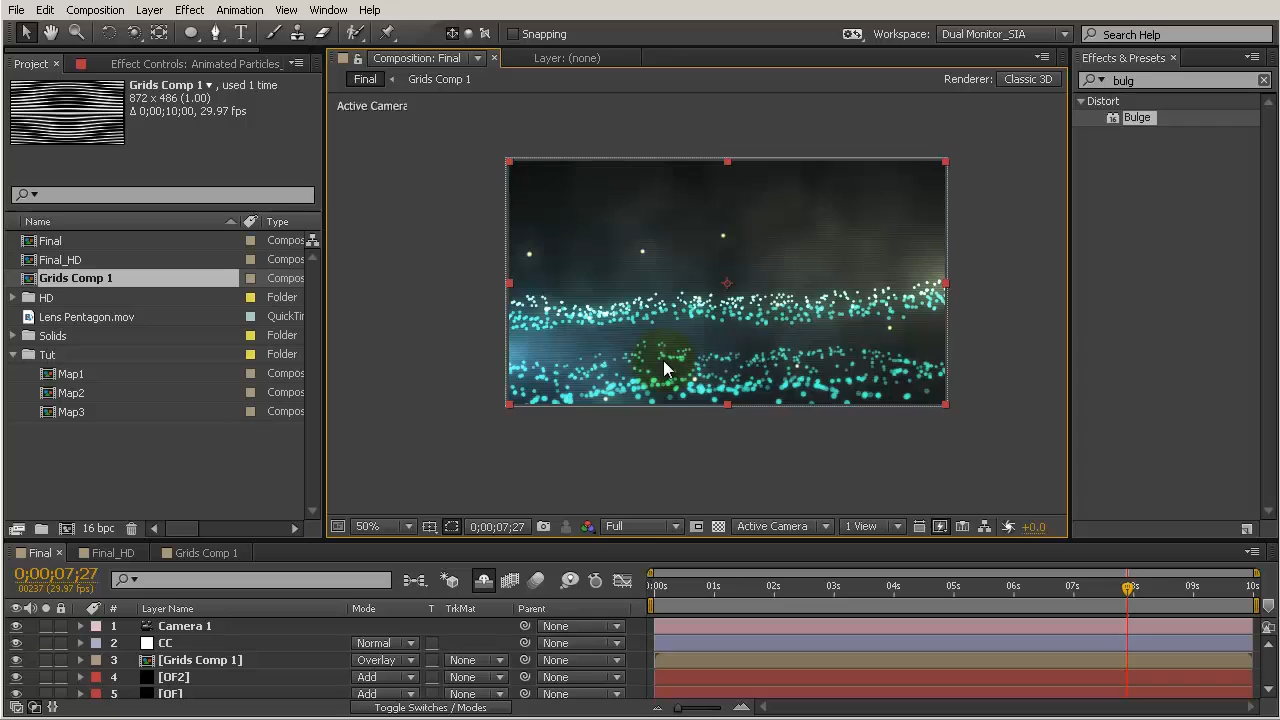 File Edit Composition Layer Effect Animation View Window Help
Snapping Workspace: Dual Monitor_SIA Search Help
Project × Effect Controls: Animated Particles_ Composition: Final × Layer: (none) Effects & Presets ×
Grids Comp 1 , used 1 time
872 x 486 (1.00)
Δ 0;00;10;00, 29.97 fps
Final Grids Comp 1 Renderer: Classic 3D
bulg
Active Camera
Distort
Bulge
Name Type
Final Compos
Final_HD Compos
Grids Comp 1 Compos
HD Folder
Lens Pentagon.mov QuickTir
Solids Folder
Tut Folder
Map1 Compos
Map2 Compos
Map3 Compos
16 bpc
50% 0;00;07;27 Full Active Camera 1 View +0.0
Final × Final_HD Grids Comp 1
0;00;07;27
00237 (29.97 fps)
):00s 01s 02s 03s 04s 05s 06s 07s 08s 09s 10s
# Layer Name Mode T TrkMat Parent
1 Camera 1 None
2 CC Normal None
3 [Grids Comp 1] Overlay None None
4 [OF2] Add None None
5 [OF] Add None None
Toggle Switches / Modes